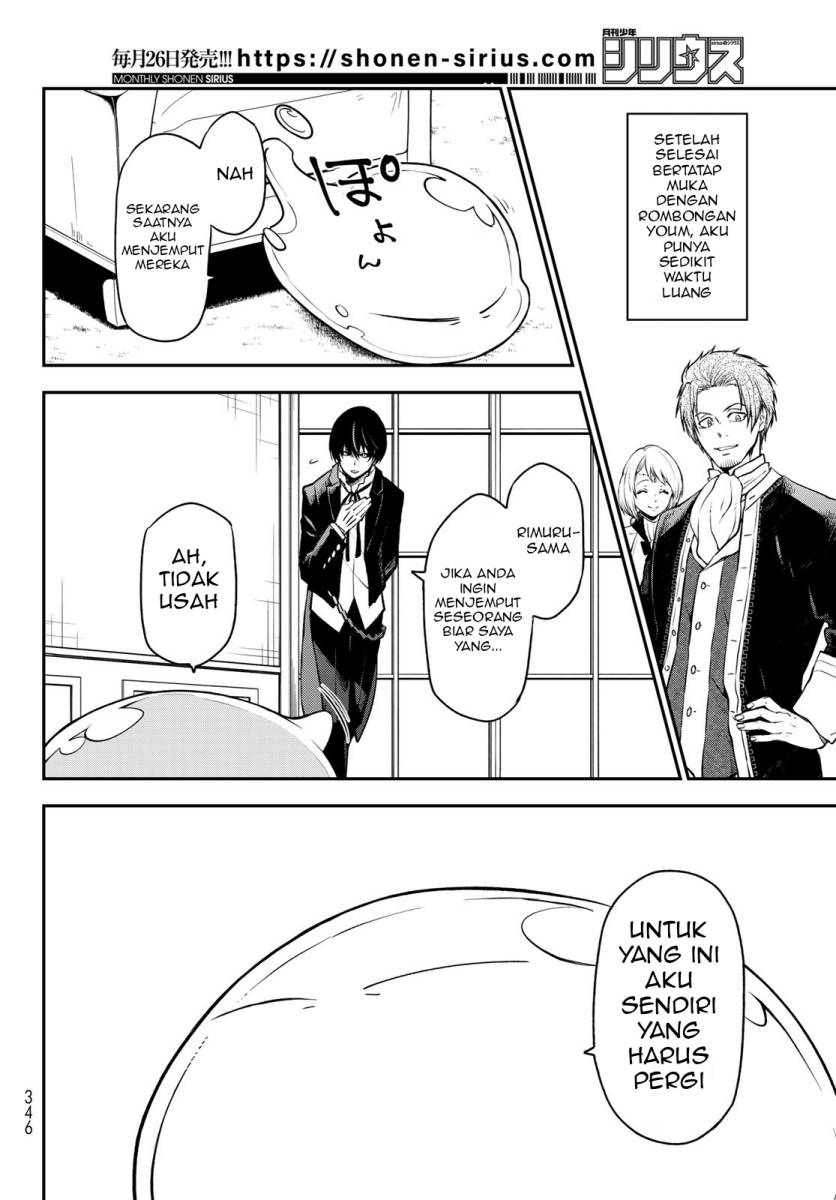 毎月26日発売!!! https://shonen-sirius.com
MONTHLY SHONEN SIRIUS
月刊少年
シリウス
SETELAH
SELESAI
BERTATAP
MUKA
DENGAN
ROMBONGAN
YOUM, AKU
PUNYA
SEDIKIT
WAKTU
LUANG
ぽよん
NAH
SEKARANG
SAATNYA
AKU
MENJEMPUT
MEREKA
RIMURU-
SAMA
JIKA ANDA
INGIN
MENJEMPUT
SESEORANG
BIAR SAYA
YANG...
AH,
TIDAK
USAH
UNTUK
YANG INI
AKU
SENDIRI
YANG
HARUS
PERGI
346